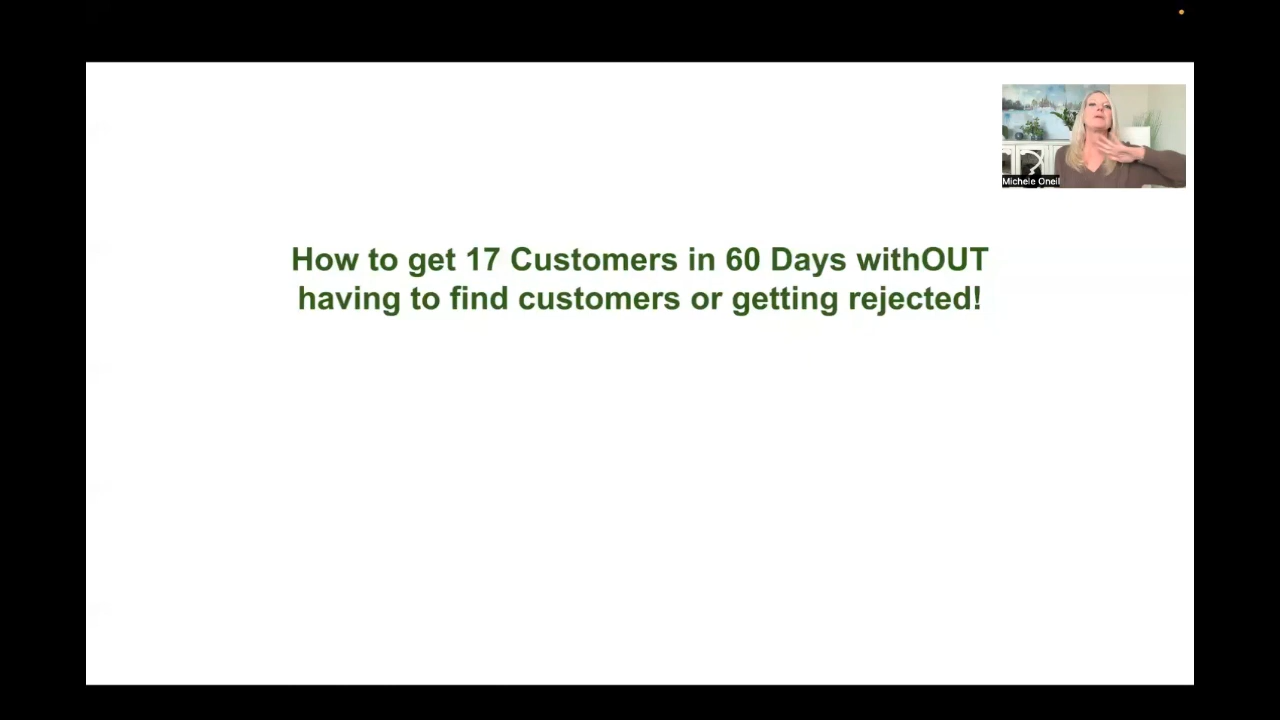 Michele Oneil
How to get 17 Customers in 60 Days withOUT
having to find customers or getting rejected!